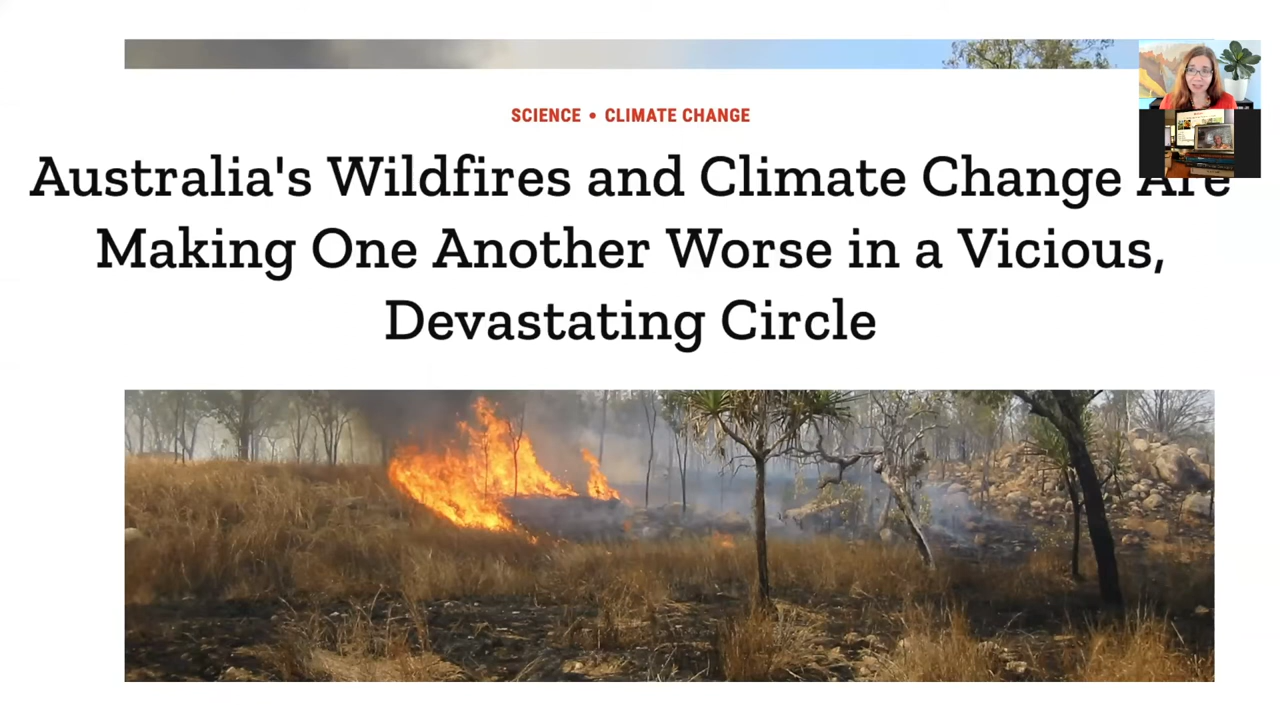 SCIENCE • CLIMATE CHANGE
Australia's Wildfires and Climate Change Are
Making One Another Worse in a Vicious,
Devastating Circle